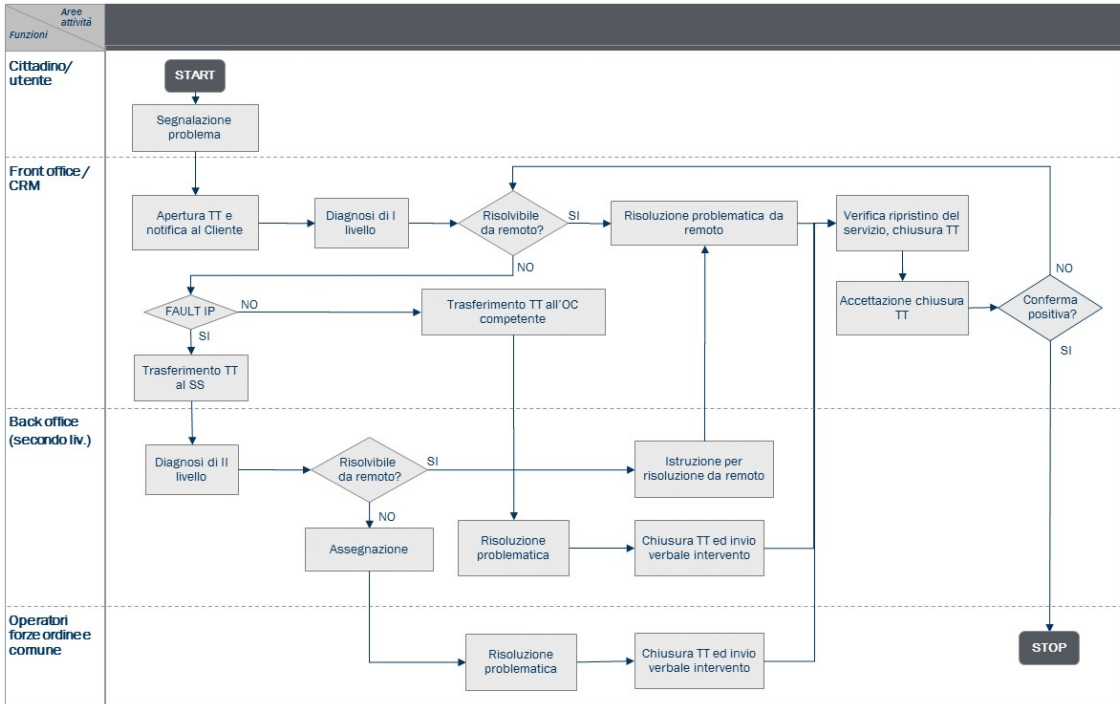 Aree
attività
Funzioni
Cittadino/
utente
START
Segnalazione
problema
Front office /
CRM
Apertura TT e
notifica al Cliente
Diagnosi di I
livello
Risolvibile
da remoto?
SI
Risoluzione problematica da
remoto
Verifica ripristino del
servizio, chiusura TT
NO
FAULT IP
NO
Trasferimento TT all'OC
competente
Accettazione chiusura
TT
NO
Conferma
positiva?
SI
SI
Trasferimento TT
al SS
Back office
(secondo liv.)
Diagnosi di II
livello
Risolvibile
da remoto?
SI
Istruzione per
risoluzione da remoto
NO
Assegnazione
Risoluzione
problematica
Chiusura TT ed invio
verbale intervento
Operatori
forze ordine e
comune
Risoluzione
problematica
Chiusura TT ed invio
verbale intervento
STOP